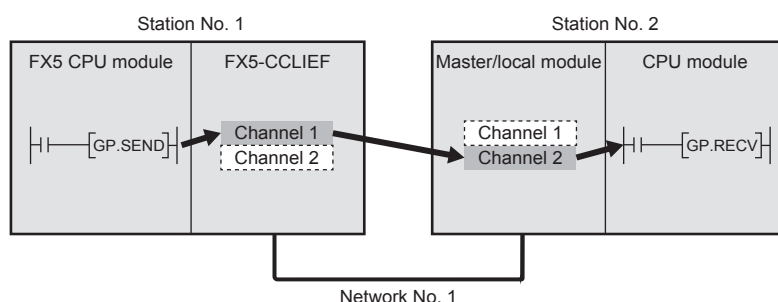 Station No. 1
Station No. 2
FX5 CPU module
FX5-CCLIEF
Master/local module
CPU module
GP.SEND
Channel 1
Channel 2
Channel 1
Channel 2
GP.RECV
Network No. 1